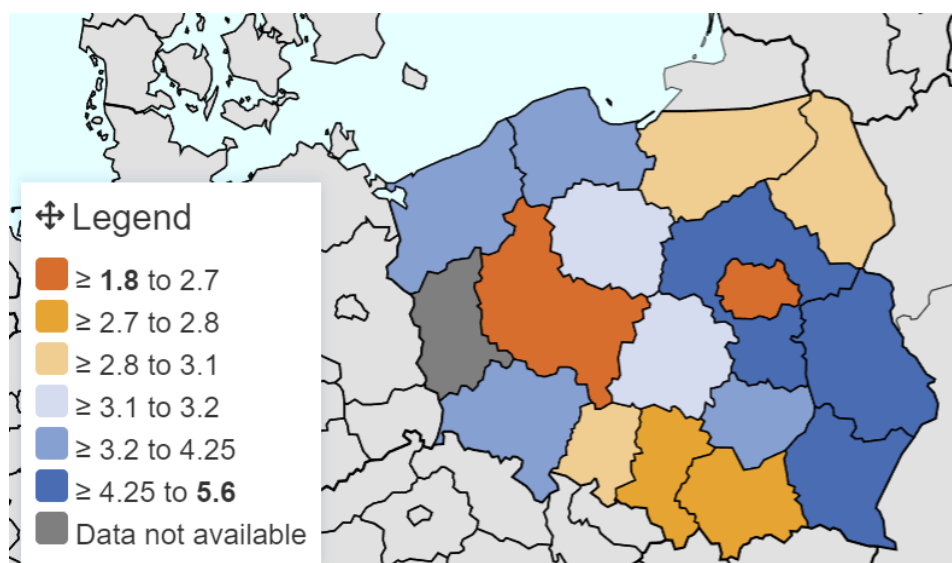 Legend
≥ 1.8 to 2.7
≥ 2.7 to 2.8
≥ 2.8 to 3.1
≥ 3.1 to 3.2
≥ 3.2 to 4.25
≥ 4.25 to 5.6
Data not available